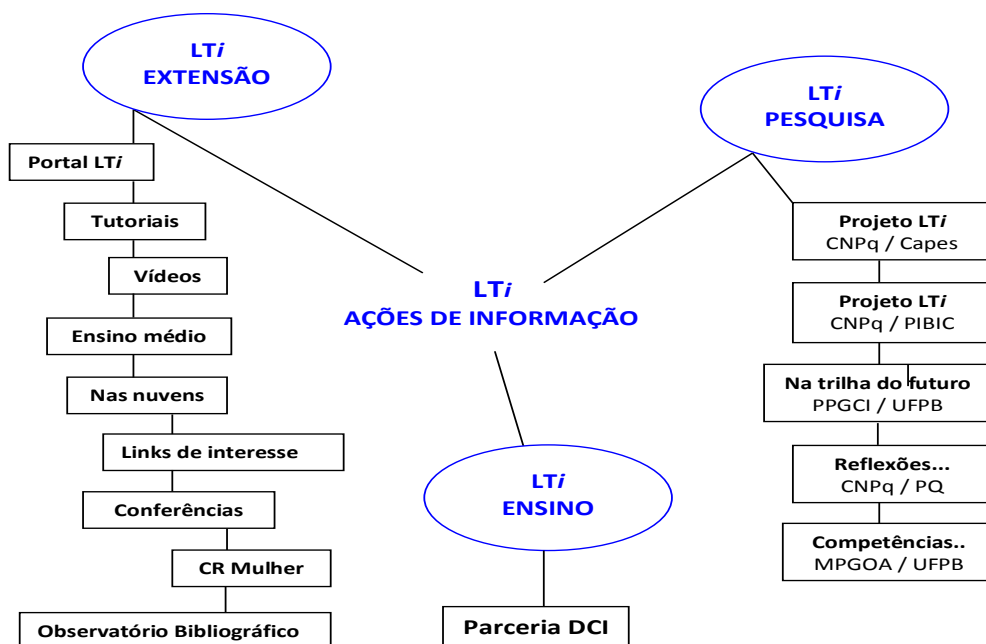 LTi
EXTENSÃO
Portal LTi
Tutoriais
Vídeos
Ensino médio
Nas nuvens
Links de interesse
Conferências
CR Mulher
Observatório Bibliográfico
LTi
AÇÕES DE INFORMAÇÃO
LTi
ENSINO
Parceria DCI
LTi
PESQUISA
Projeto LTi
CNPq / Capes
Projeto LTi
CNPq / PIBIC
Na trilha do futuro
PPGCI / UFPB
Reflexões...
CNPq / PQ
Competências..
MPGOA / UFPB